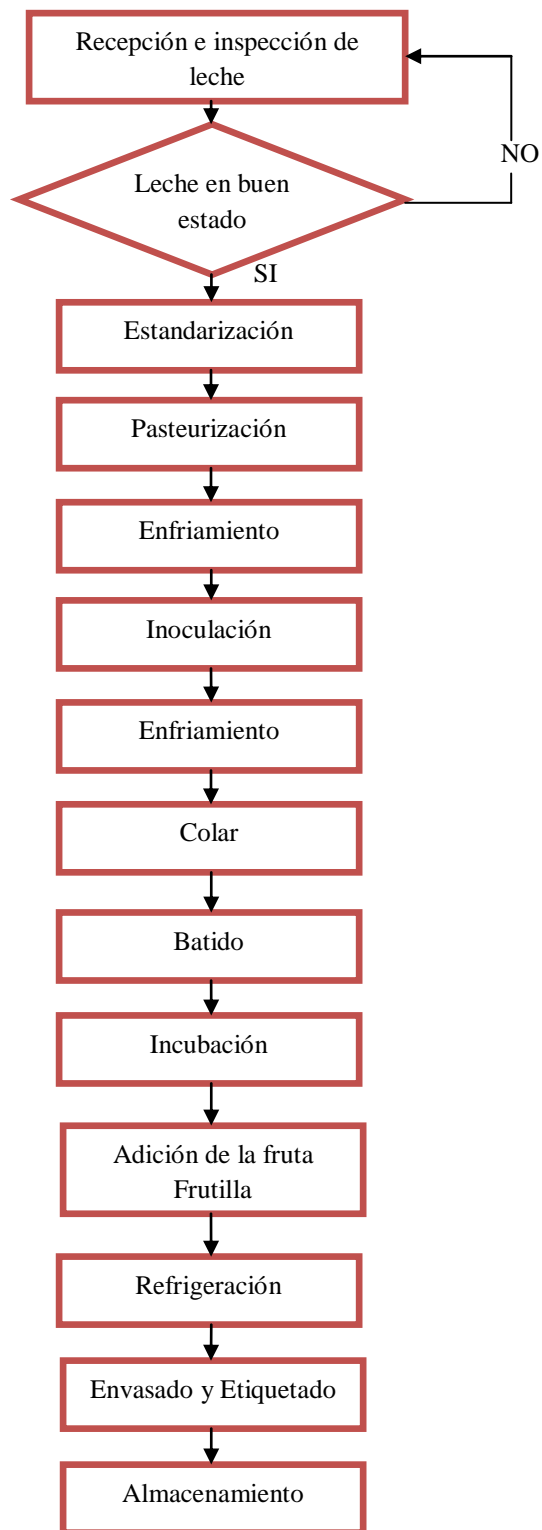 Recepción e inspección de
leche
NO
Leche en buen
estado
SI
Estandarización
Pasteurización
Enfriamiento
Inoculación
Enfriamiento
Colar
Batido
Incubación
Adición de la fruta
Frutilla
Refrigeración
Envasado y Etiquetado
Almacenamiento